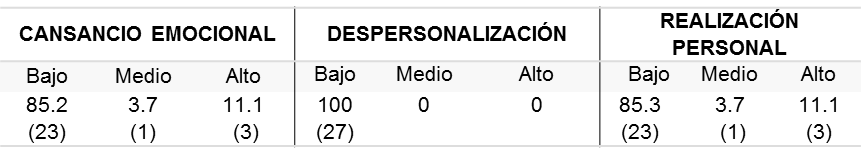 CANSANCIO EMOCIONAL DESPERSONALIZACIÓN REALIZACIÓN PERSONAL
Bajo Medio Alto Bajo Medio Alto Bajo Medio Alto
85.2 3.7 11.1 100 0 0 85.3 3.7 11.1
(23) (1) (3) (27) (23) (1) (3)